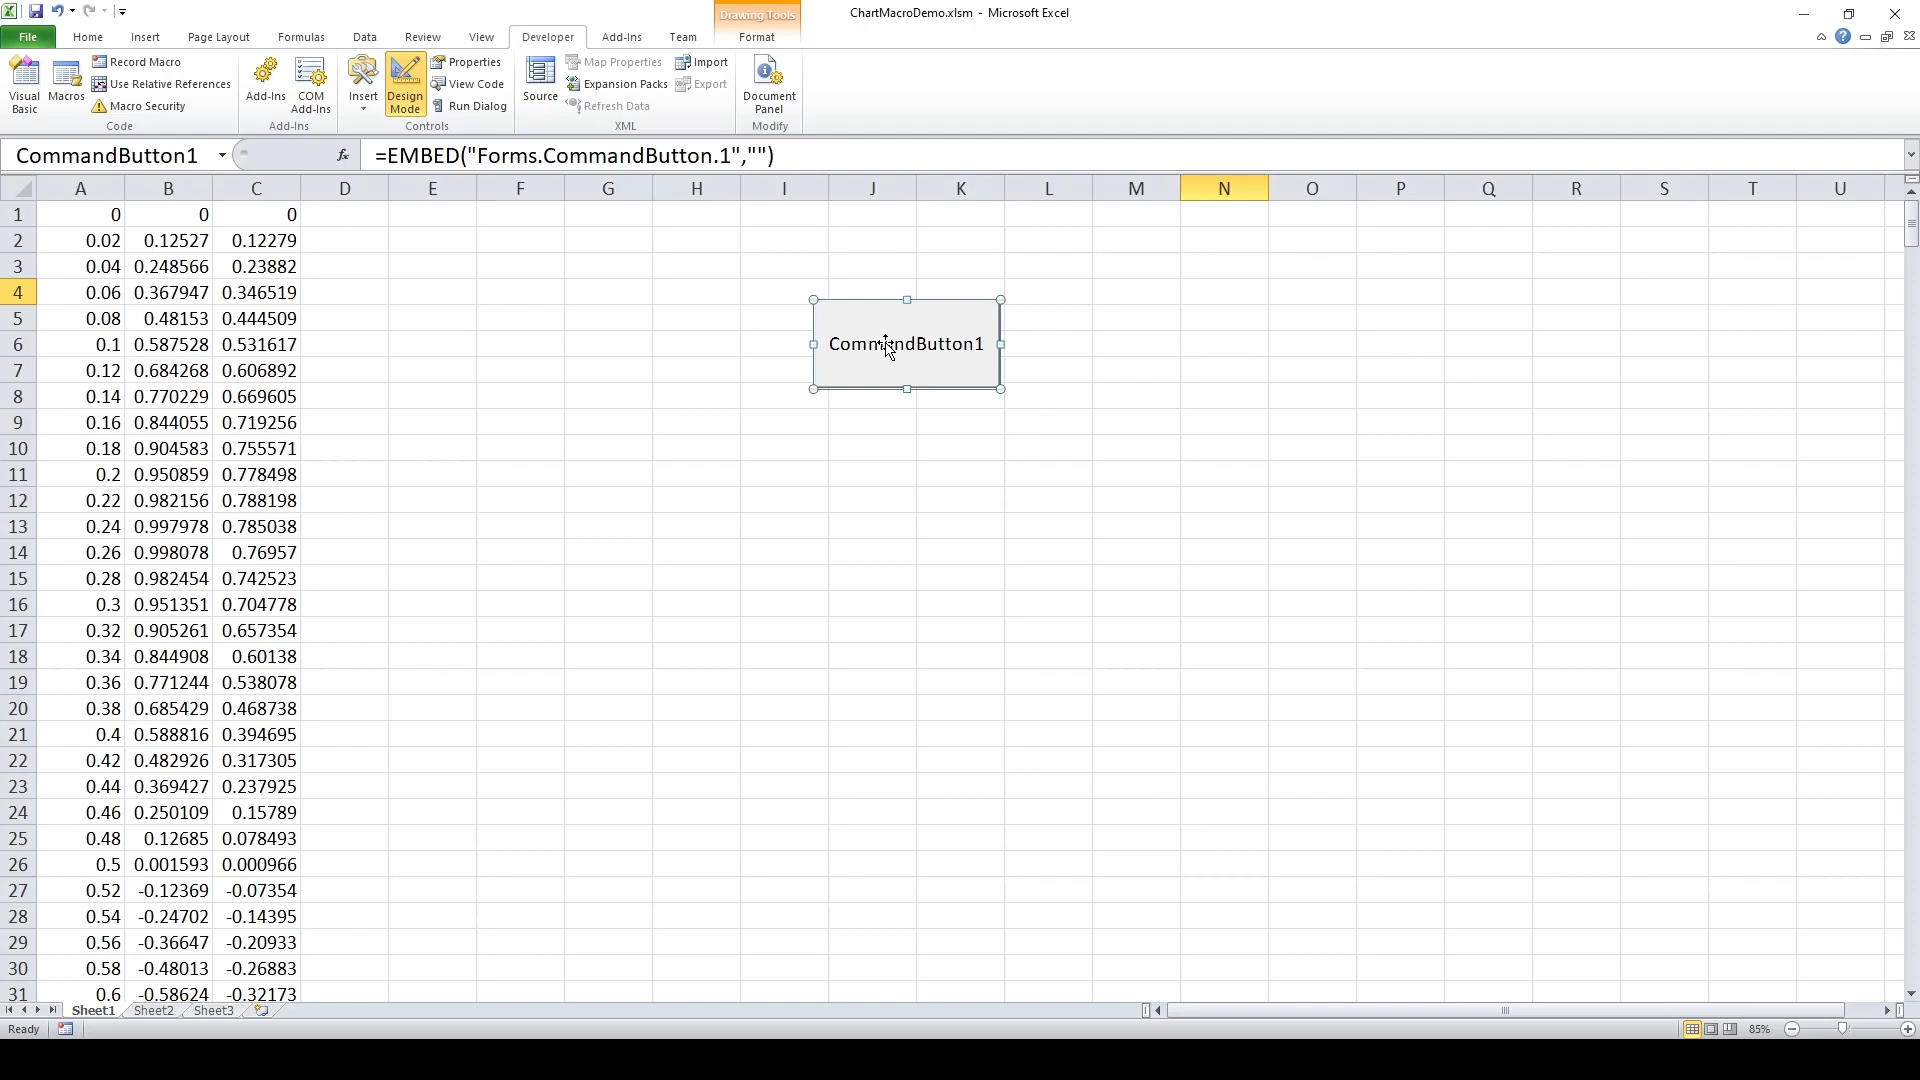 ChartMacroDemo.xlsm - Microsoft Excel
Drawing Tools
File Home Insert Page Layout Formulas Data Review View Developer Add-Ins Team Format
Visual Basic
Macros
Record Macro
Use Relative References
Macro Security
Code
Add-Ins
COM Add-Ins
Add-Ins
Insert
Design Mode
Properties
View Code
Run Dialog
Controls
Source
Map Properties
Expansion Packs
Refresh Data
Import
Export
XML
Document Panel
Modify
CommandButton1 fx =EMBED("Forms.CommandButton.1","")
A B C D E F G H I J K L M N O P Q R S T U
1 0 0 0
2 0.02 0.12527 0.12279
3 0.04 0.248566 0.23882
4 0.06 0.367947 0.346519
5 0.08 0.48153 0.444509
6 0.1 0.587528 0.531617
CommandButton1
7 0.12 0.684268 0.606892
8 0.14 0.770229 0.669605
9 0.16 0.844055 0.719256
10 0.18 0.904583 0.755571
11 0.2 0.950859 0.778498
12 0.22 0.982156 0.788198
13 0.24 0.997978 0.785038
14 0.26 0.998078 0.76957
15 0.28 0.982454 0.742523
16 0.3 0.951351 0.704778
17 0.32 0.905261 0.657354
18 0.34 0.844908 0.60138
19 0.36 0.771244 0.538078
20 0.38 0.685429 0.468738
21 0.4 0.588816 0.394695
22 0.42 0.482926 0.317305
23 0.44 0.369427 0.237925
24 0.46 0.250109 0.15789
25 0.48 0.12685 0.078493
26 0.5 0.001593 0.000966
27 0.52 -0.12369 -0.07354
28 0.54 -0.24702 -0.14395
29 0.56 -0.36647 -0.20933
30 0.58 -0.48013 -0.26883
31 0.6 -0.58624 -0.32173
Sheet1 Sheet2 Sheet3
Ready 85%